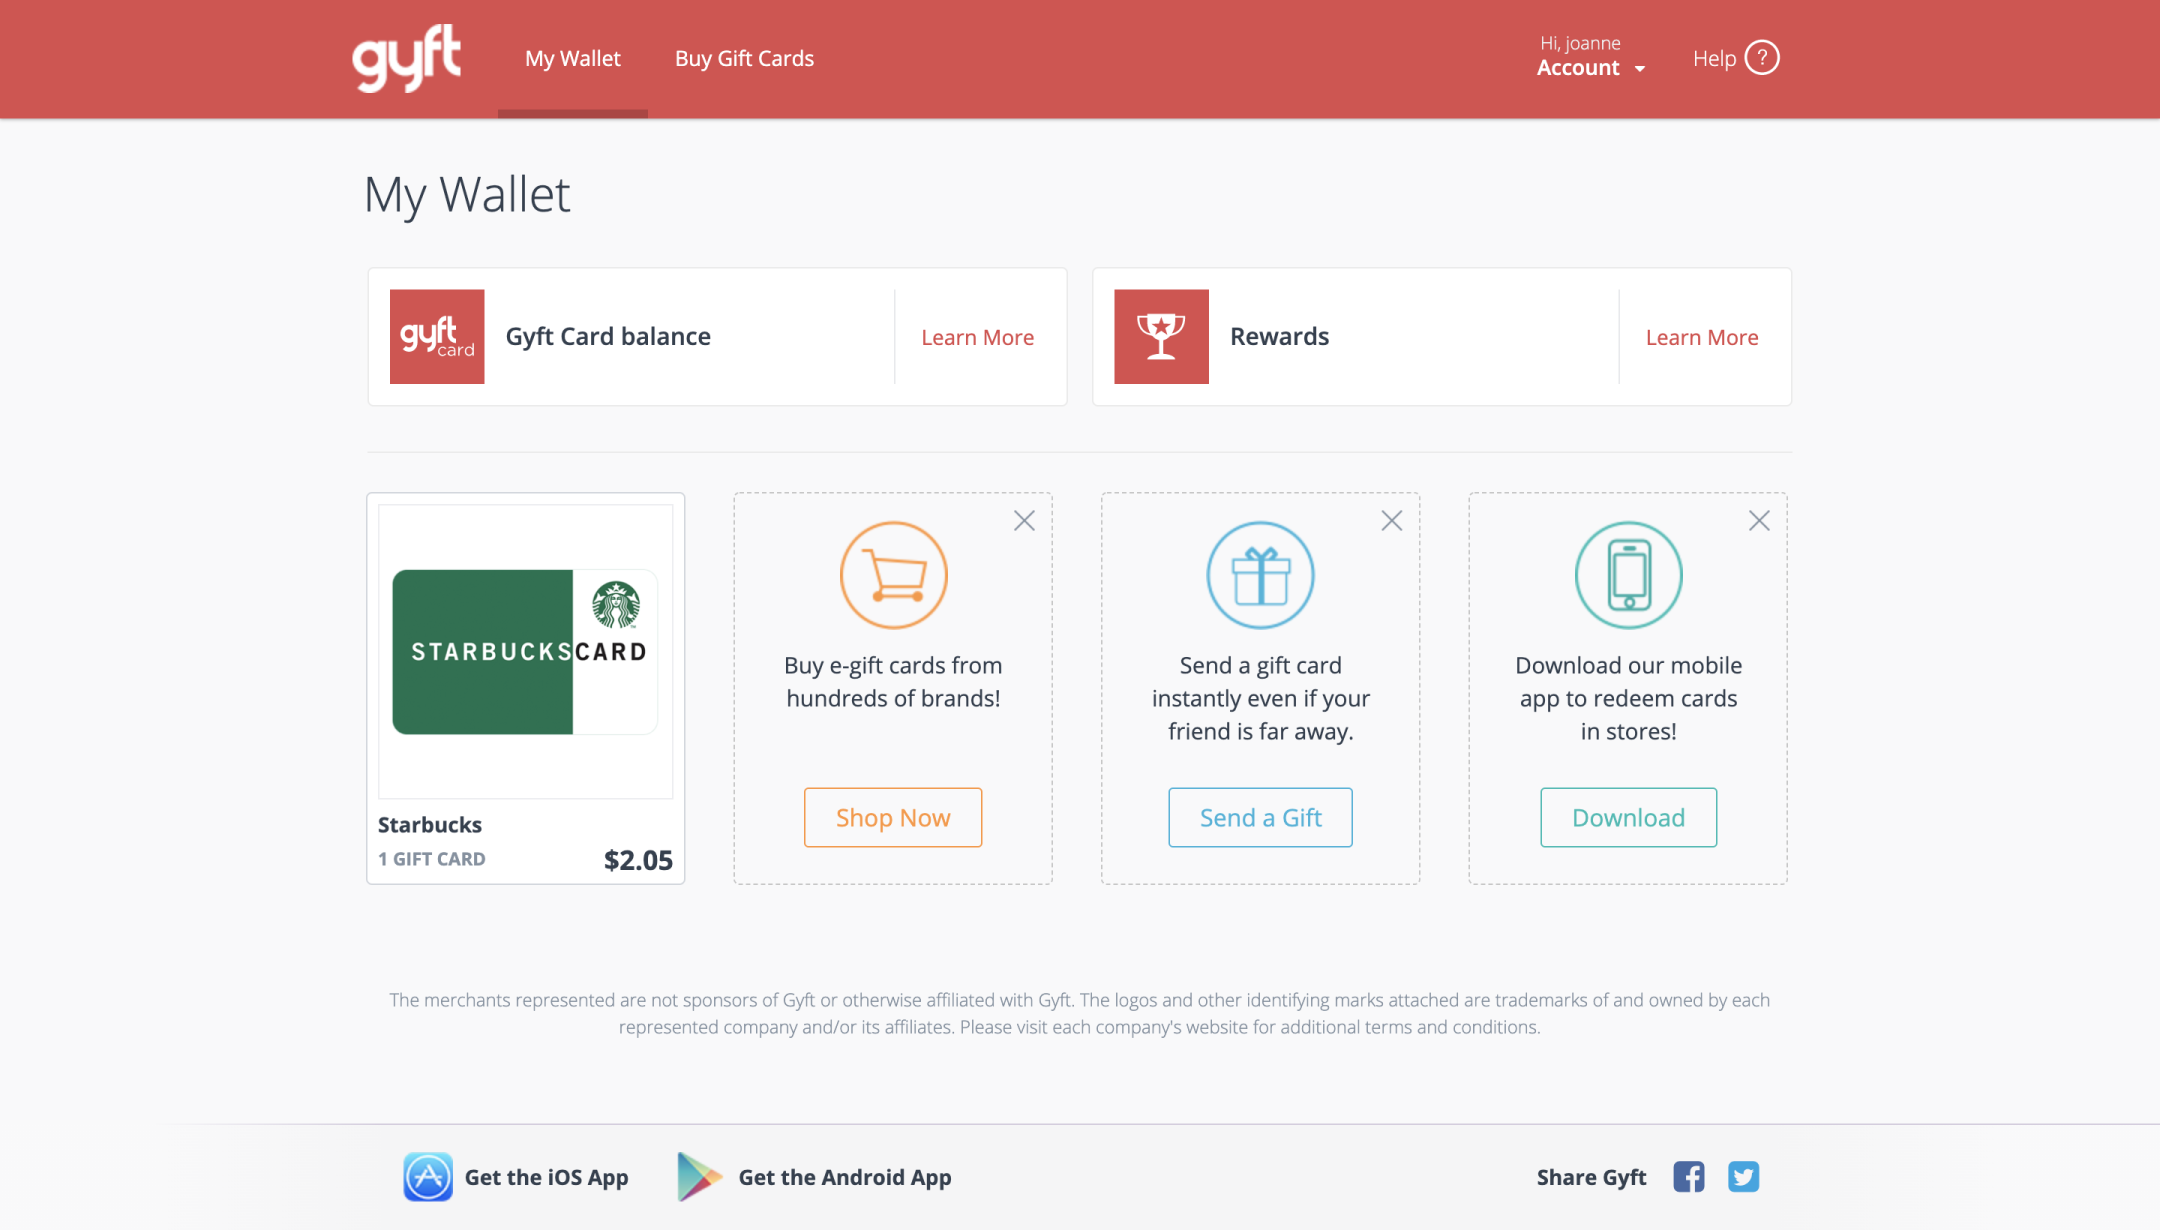 gyft
My Wallet
Buy Gift Cards
Hi, joanne
Account
Help ?
My Wallet
gyft
card
Gyft Card balance
Learn More
Rewards
Learn More
STARBUCKSCARD
Starbucks
1 GIFT CARD
$2.05
Buy e-gift cards from
hundreds of brands!
Shop Now
Send a gift card
instantly even if your
friend is far away.
Send a Gift
Download our mobile
app to redeem cards
in stores!
Download
The merchants represented are not sponsors of Gyft or otherwise affiliated with Gyft. The logos and other identifying marks attached are trademarks of and owned by each
represented company and/or its affiliates. Please visit each company's website for additional terms and conditions.
Get the iOS App
Get the Android App
Share Gyft